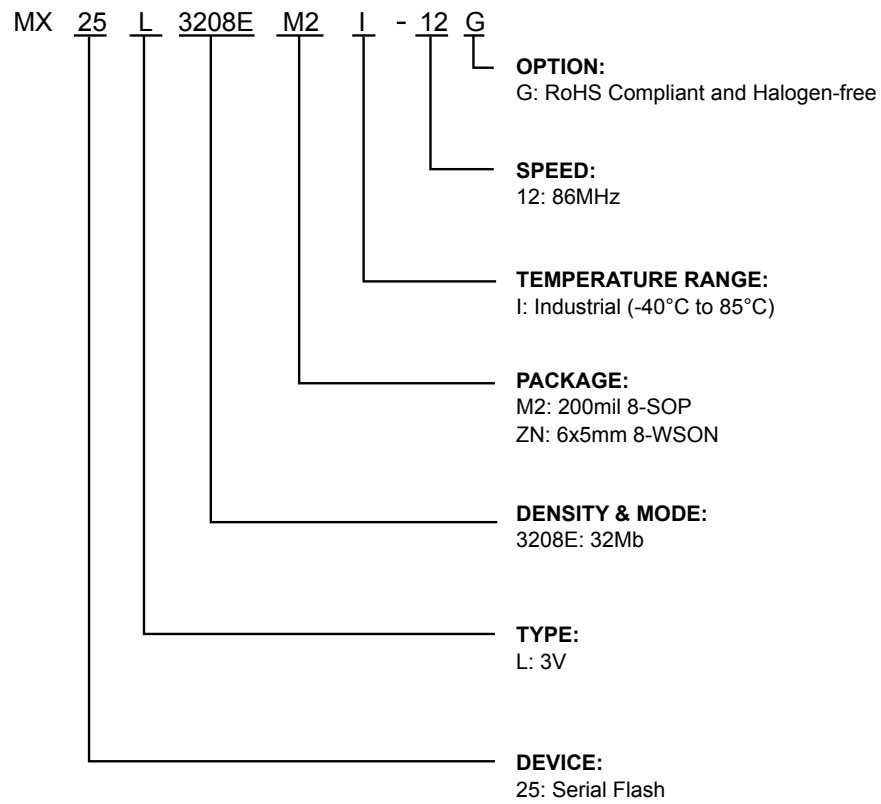 MX 25 L 3208E M2 I - 12 G
OPTION:
G: RoHS Compliant and Halogen-free
SPEED:
12: 86MHz
TEMPERATURE RANGE:
I: Industrial (-40°C to 85°C)
PACKAGE:
M2: 200mil 8-SOP
ZN: 6x5mm 8-WSON
DENSITY & MODE:
3208E: 32Mb
TYPE:
L: 3V
DEVICE:
25: Serial Flash